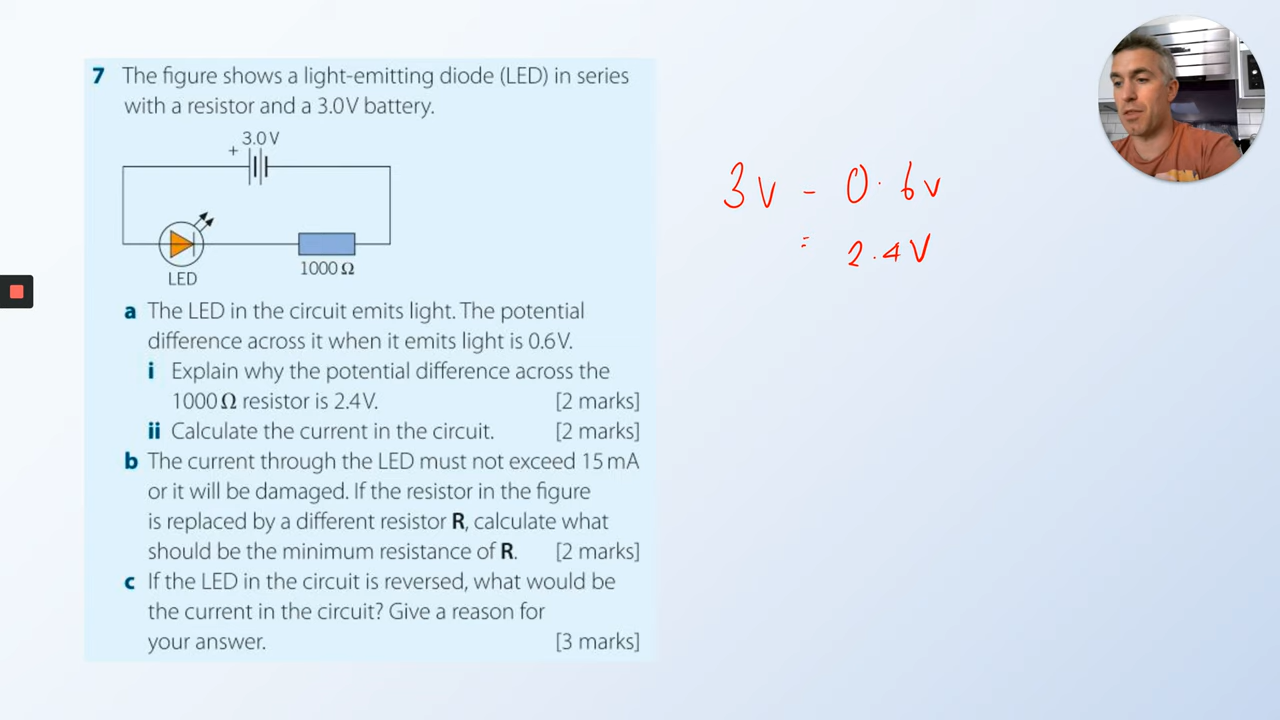 7 The figure shows a light-emitting diode (LED) in series
with a resistor and a 3.0V battery.
3.0V
+
LED
1000Ω
a The LED in the circuit emits light. The potential
difference across it when it emits light is 0.6V.
i Explain why the potential difference across the
1000Ω resistor is 2.4V. [2 marks]
ii Calculate the current in the circuit. [2 marks]
b The current through the LED must not exceed 15mA
or it will be damaged. If the resistor in the figure
is replaced by a different resistor R, calculate what
should be the minimum resistance of R. [2 marks]
c If the LED in the circuit is reversed, what would be
the current in the circuit? Give a reason for
your answer. [3 marks]
3v - 0.6v
= 2.4V